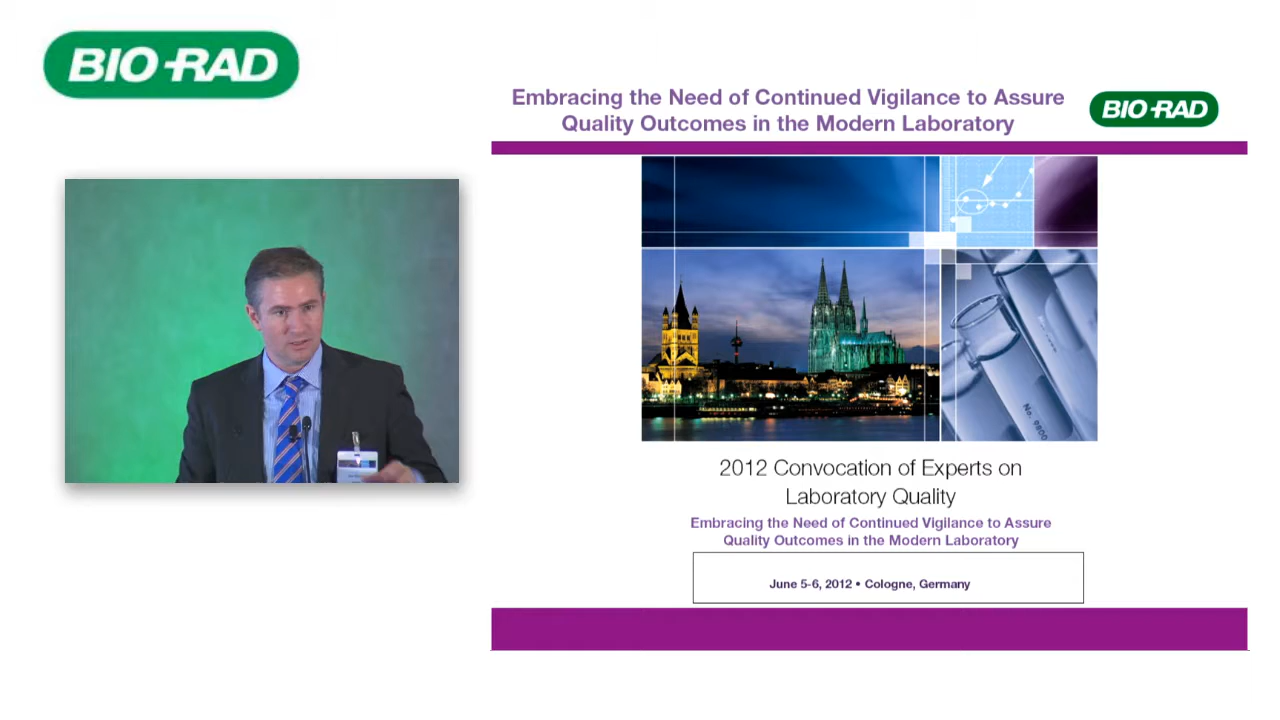 BIO-RAD
Embracing the Need of Continued Vigilance to Assure
Quality Outcomes in the Modern Laboratory
BIO-RAD
No. 9800
2012 Convocation of Experts on
Laboratory Quality
Embracing the Need of Continued Vigilance to Assure
Quality Outcomes in the Modern Laboratory
June 5-6, 2012 • Cologne, Germany